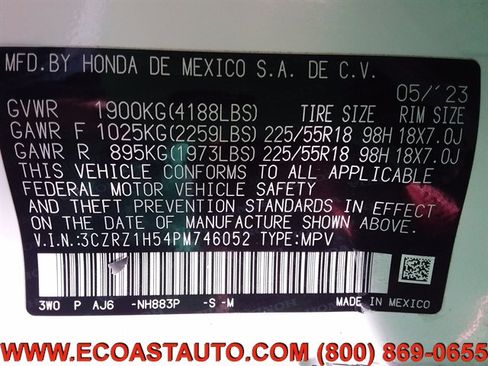 MFD.BY HONDA DE MEXICO S.A. DE C.V.
05/'23
GVWR 1900KG(4188LBS) TIRE SIZE RIM SIZE
GAWR F 1025KG(2259LBS) 225/55R18 98H 18X7.0J
GAWR R 895KG(1973LBS) 225/55R18 98H 18X7.0J
THIS VEHICLE CONFORMS TO ALL APPLICABLE
FEDERAL MOTOR VEHICLE SAFETY
AND THEFT PREVENTION STANDARDS IN EFFECT
ON THE DATE OF MANUFACTURE SHOWN ABOVE.
V.I.N.:3CZRZ1H54PM746052 TYPE:MPV
3WO P AJ6 -NH883P -S-M MADE IN MEXICO
WWW.ECOASTAUTO.COM (800) 869-0655